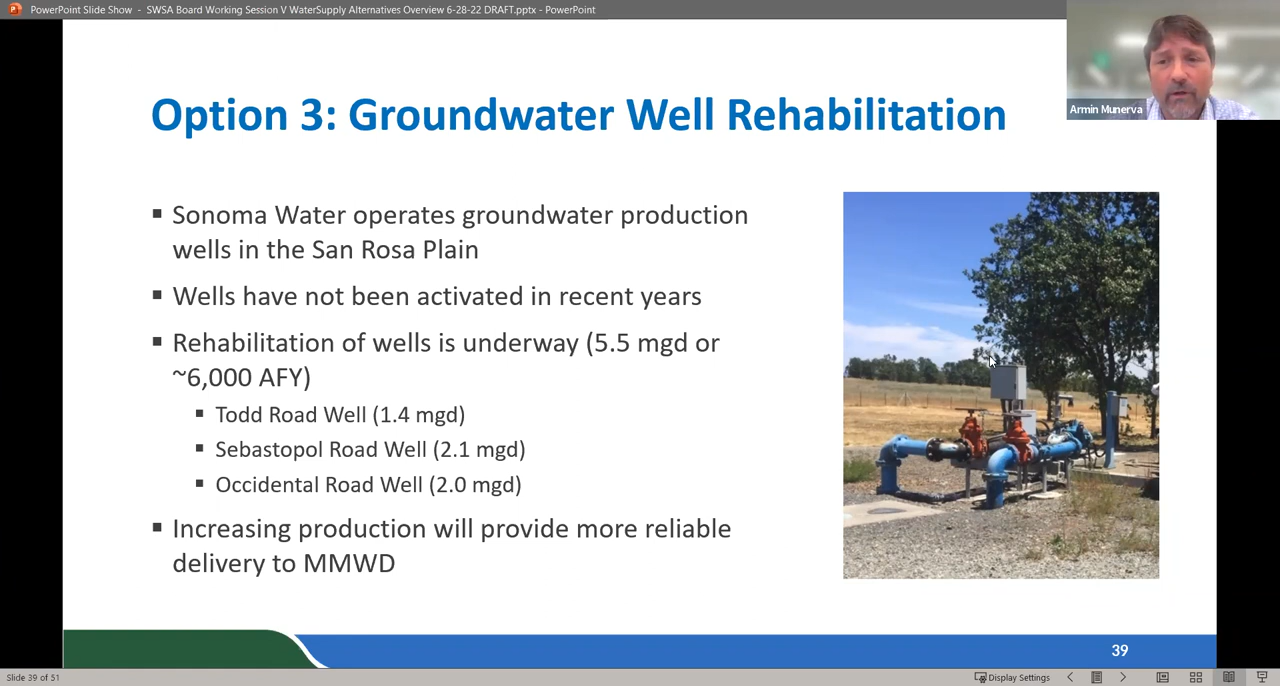 PowerPoint Slide Show - SWSA Board Working Session V WaterSupply Alternatives Overview 6-28-22 DRAFT.pptx - PowerPoint
Armin Munerva
Option 3: Groundwater Well Rehabilitation
▪ Sonoma Water operates groundwater production
wells in the San Rosa Plain
▪ Wells have not been activated in recent years
▪ Rehabilitation of wells is underway (5.5 mgd or
~6,000 AFY)
▪ Todd Road Well (1.4 mgd)
▪ Sebastopol Road Well (2.1 mgd)
▪ Occidental Road Well (2.0 mgd)
▪ Increasing production will provide more reliable
delivery to MMWD
39
Slide 39 of 51
Display Settings